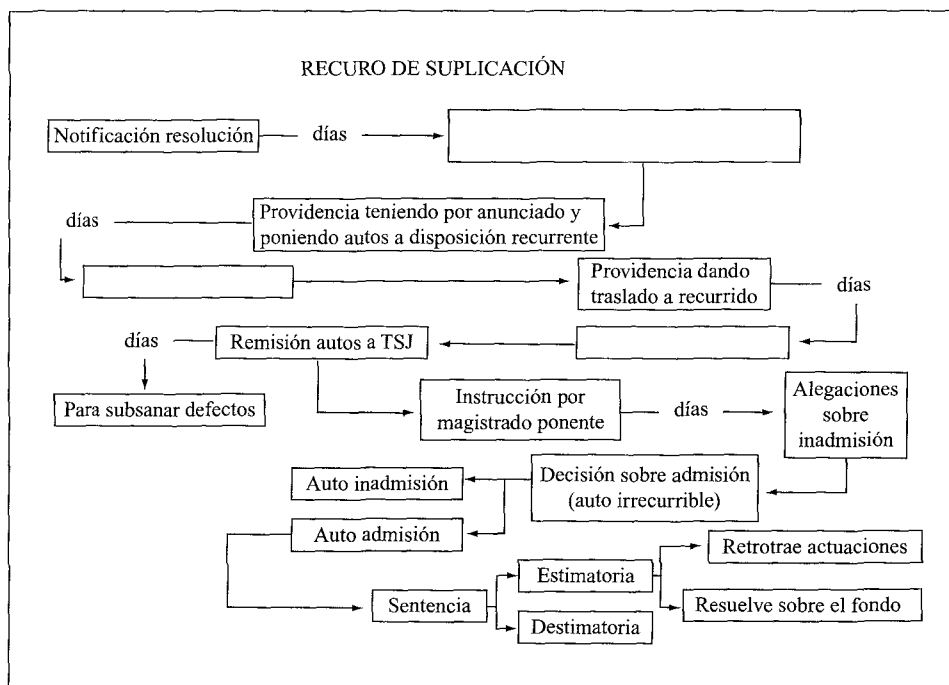 RECURO DE SUPLICACIÓN
Notificación resolución
días
días
Providencia teniendo por anunciado y
poniendo autos a disposición recurrente
Providencia dando
traslado a recurrido
días
días
Remisión autos a TSJ
Para subsanar defectos
Instrucción por
magistrado ponente
días
Alegaciones
sobre
inadmisión
Auto inadmisión
Decisión sobre admisión
(auto irrecurrible)
Auto admisión
Sentencia
Estimatoria
Retrotrae actuaciones
Resuelve sobre el fondo
Destimatoria